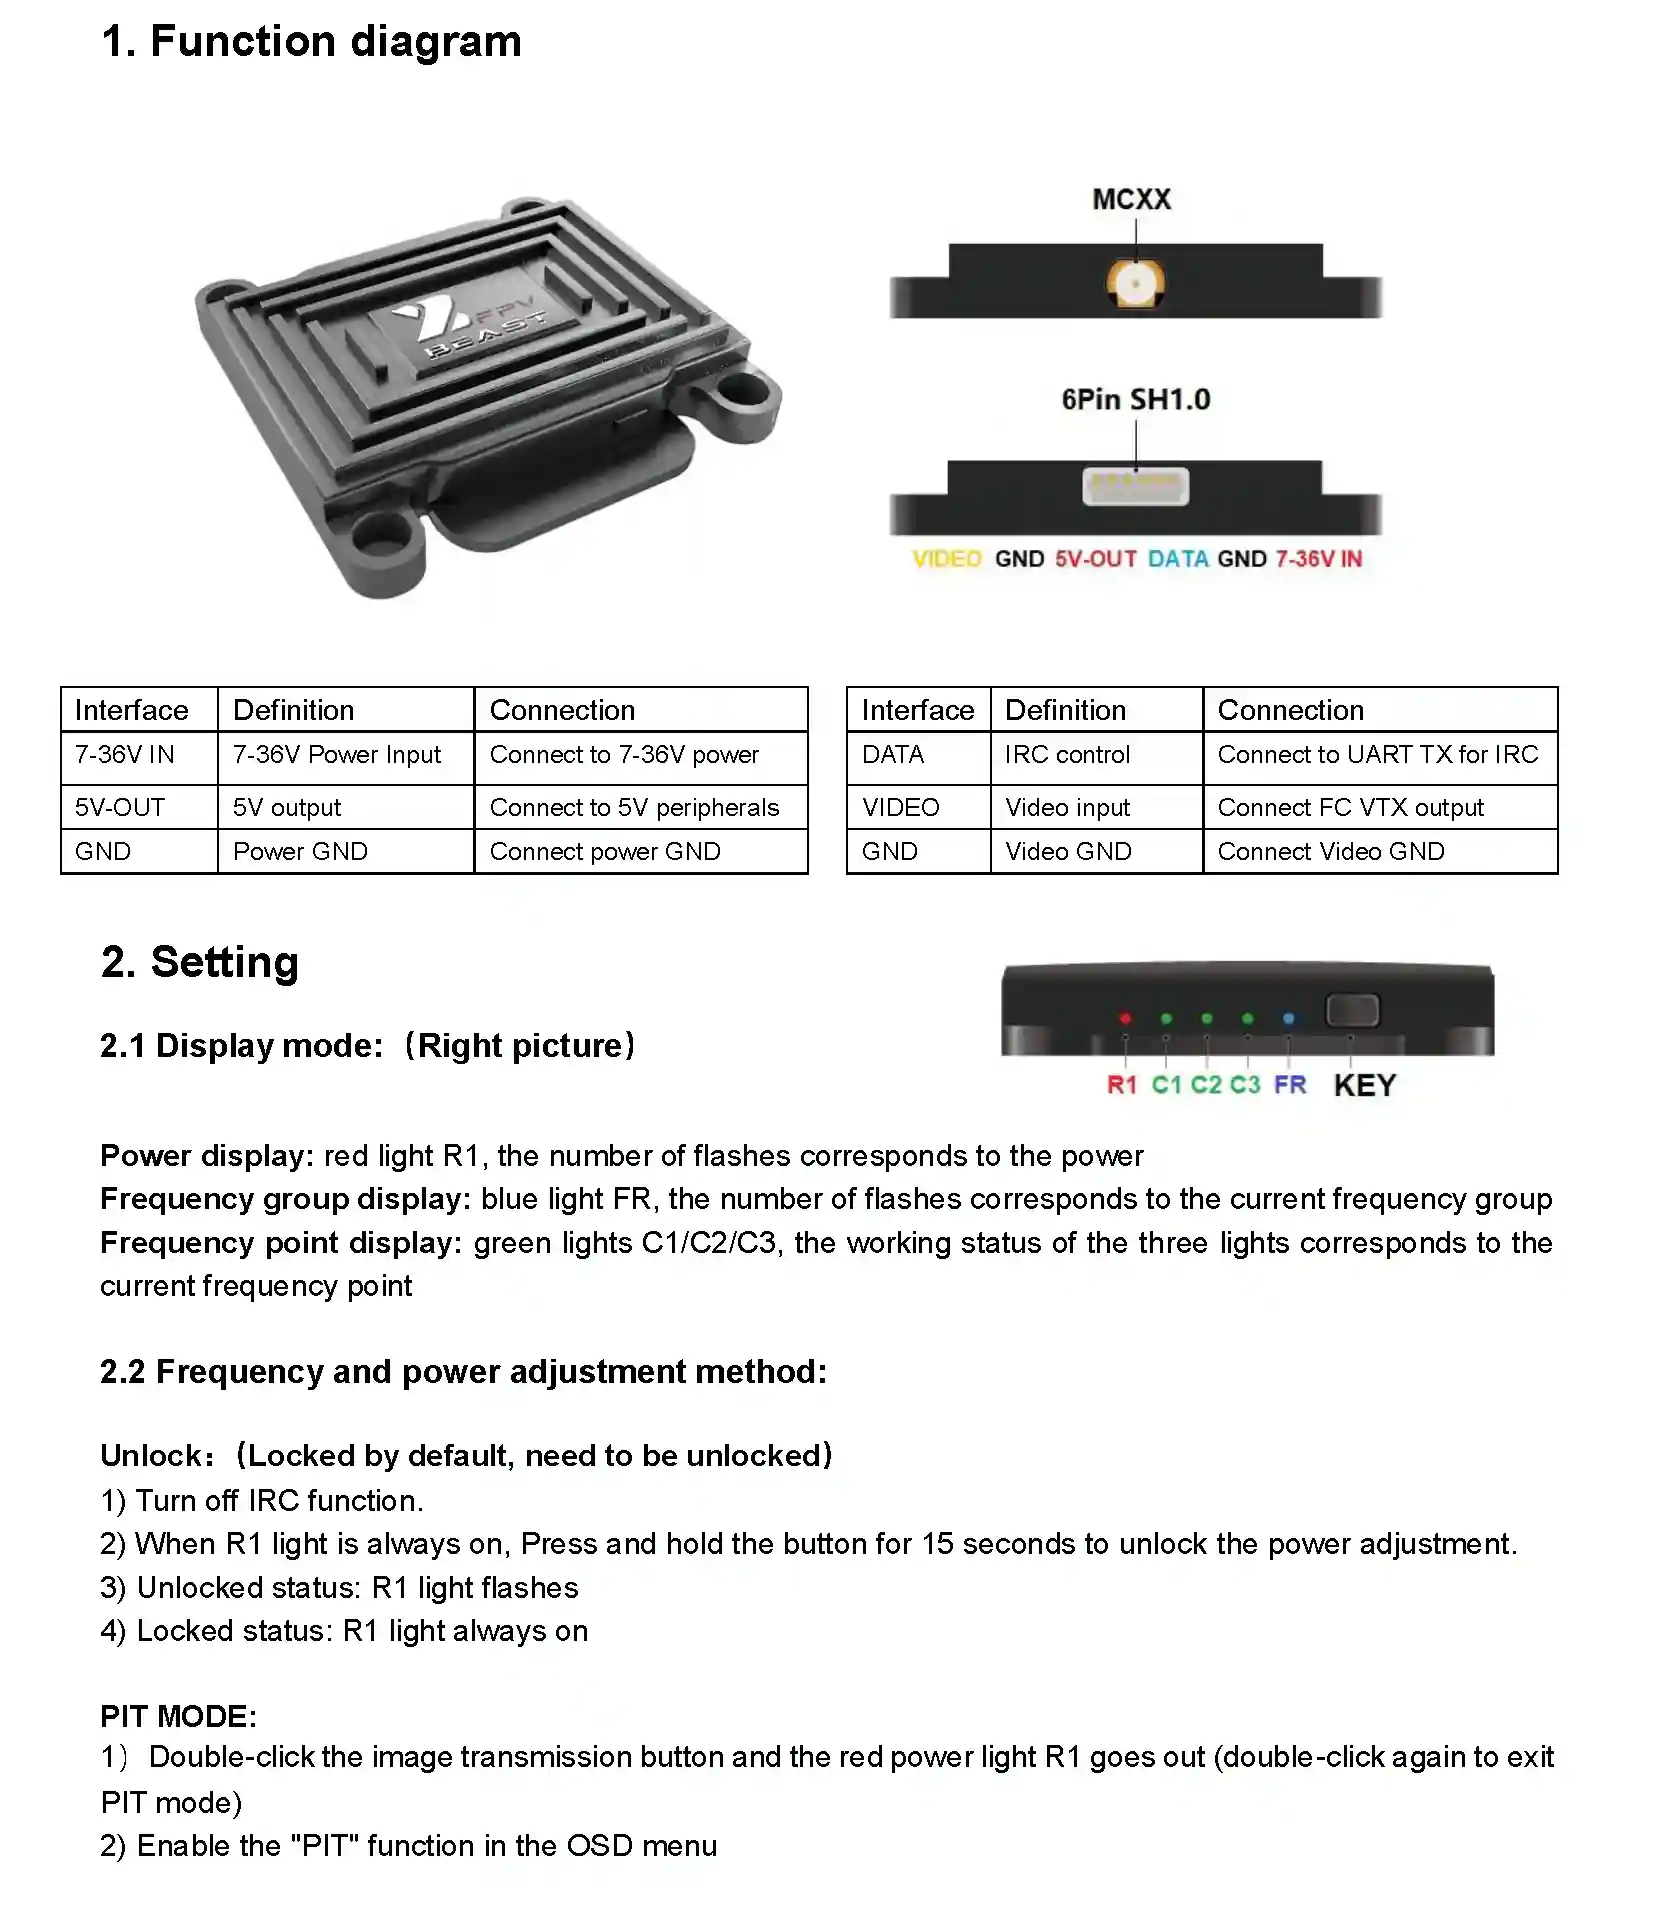 1. Function diagram
FPV
BEAST
MCXX
6Pin SH1.0
VIDEO GND 5V-OUT DATA GND 7-36V IN
Interface Definition Connection
7-36V IN 7-36V Power Input Connect to 7-36V power
5V-OUT 5V output Connect to 5V peripherals
GND Power GND Connect power GND
Interface Definition Connection
DATA IRC control Connect to UART TX for IRC
VIDEO Video input Connect FC VTX output
GND Video GND Connect Video GND
2. Setting
2.1 Display mode:（Right picture）
R1 C1 C2 C3 FR KEY
Power display: red light R1, the number of flashes corresponds to the power
Frequency group display: blue light FR, the number of flashes corresponds to the current frequency group
Frequency point display: green lights C1/C2/C3, the working status of the three lights corresponds to the
current frequency point
2.2 Frequency and power adjustment method:
Unlock：（Locked by default, need to be unlocked）
1) Turn off IRC function.
2) When R1 light is always on, Press and hold the button for 15 seconds to unlock the power adjustment.
3) Unlocked status: R1 light flashes
4) Locked status: R1 light always on
PIT MODE:
1） Double-click the image transmission button and the red power light R1 goes out (double-click again to exit
PIT mode)
2) Enable the "PIT" function in the OSD menu